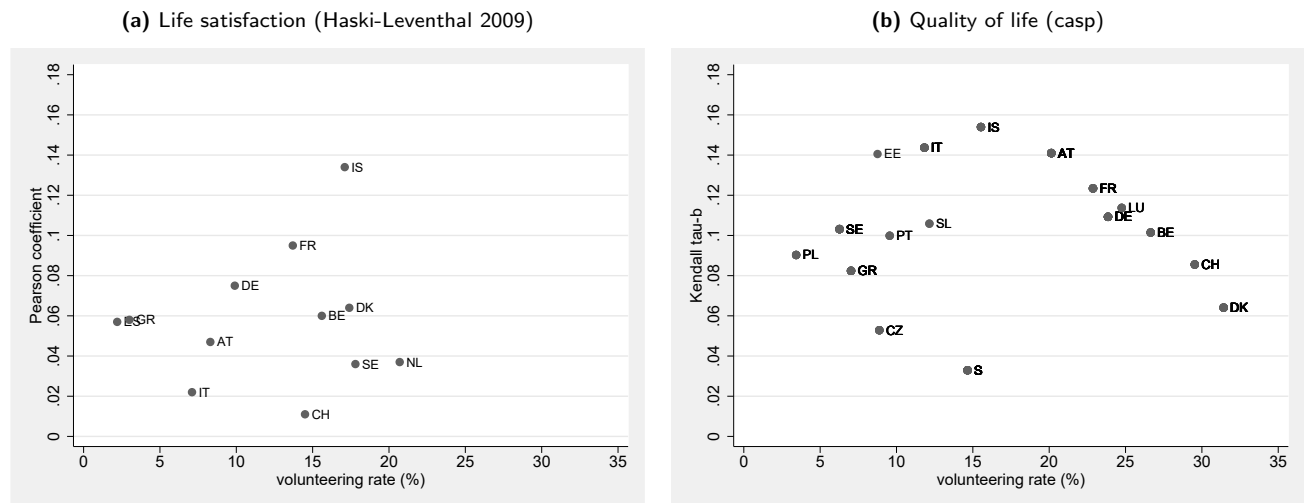 (a) Life satisfaction (Haski-Leventhal 2009)
Pearson coefficient
.18
.16
.14
.12
.1
.08
.06
.04
.02
0
IS
FR
DE
DK
BE
ES
GR
AT
SE
NL
IT
CH
0 5 10 15 20 25 30 35
volunteering rate (%)
(b) Quality of life (casp)
Kendall tau-b
.18
.16
.14
.12
.1
.08
.06
.04
.02
0
IS
IT
EE
AT
FR
LU
DE
SL
SE
PT
BE
PL
CH
GR
DK
CZ
S
0 5 10 15 20 25 30 35
volunteering rate (%)